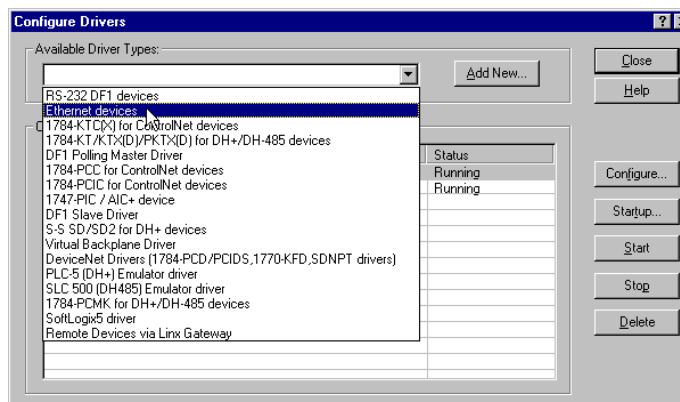 Configure Drivers
Available Driver Types:
Add New...
Close
Help
RS-232 DF1 devices
Ethernet devices
1784-KTC(X) for ControlNet devices
1784-KT/KTX(D)/PKTX(D) for DH+/DH-485 devices
DF1 Polling Master Driver
1784-PCC for ControlNet devices
1784-PCIC for ControlNet devices
1747-PIC / AIC+ device
DF1 Slave Driver
S-S SD/SD2 for DH+ devices
Virtual Backplane Driver
DeviceNet Drivers (1784-PCD/PCIDS,1770-KFD,SDNPT drivers)
PLC-5 (DH+) Emulator driver
SLC 500 (DH485) Emulator driver
1784-PCMK for DH+/DH-485 devices
SoftLogix5 driver
Remote Devices via Linx Gateway
Status
Running
Running
Configure...
Startup...
Start
Stop
Delete